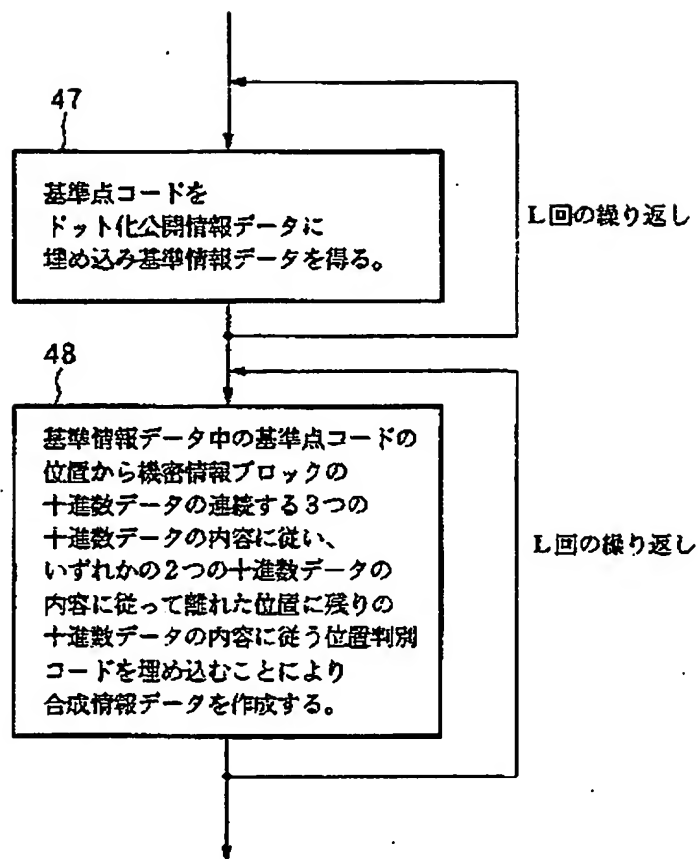 47
基準点コードを
ドット化公開情報データに
埋め込み基準情報データを得る。
L回の繰り返し
48
基準情報データ中の基準点コードの
位置から機密情報ブロックの
十進数データの連続する3つの
十進数データの内容に従い、
いずれかの2つの十進数データの
内容に従って離れた位置に残りの
十進数データの内容に従う位置判別
コードを埋め込むことにより
合成情報データを作成する。
L回の繰り返し